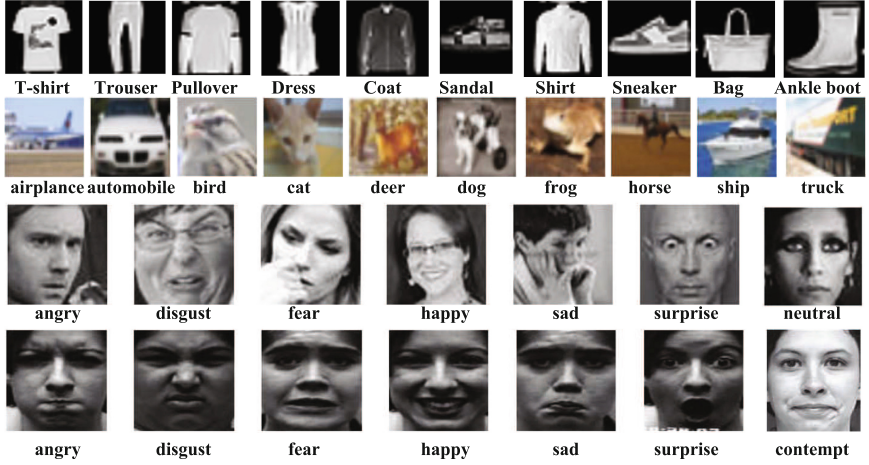 T-shirt Trouser Pullover Dress Coat Sandal Shirt Sneaker Bag Ankle boot
airplance automobile bird cat deer dog frog horse ship truck
angry disgust fear happy sad surprise neutral
angry disgust fear happy sad surprise contempt